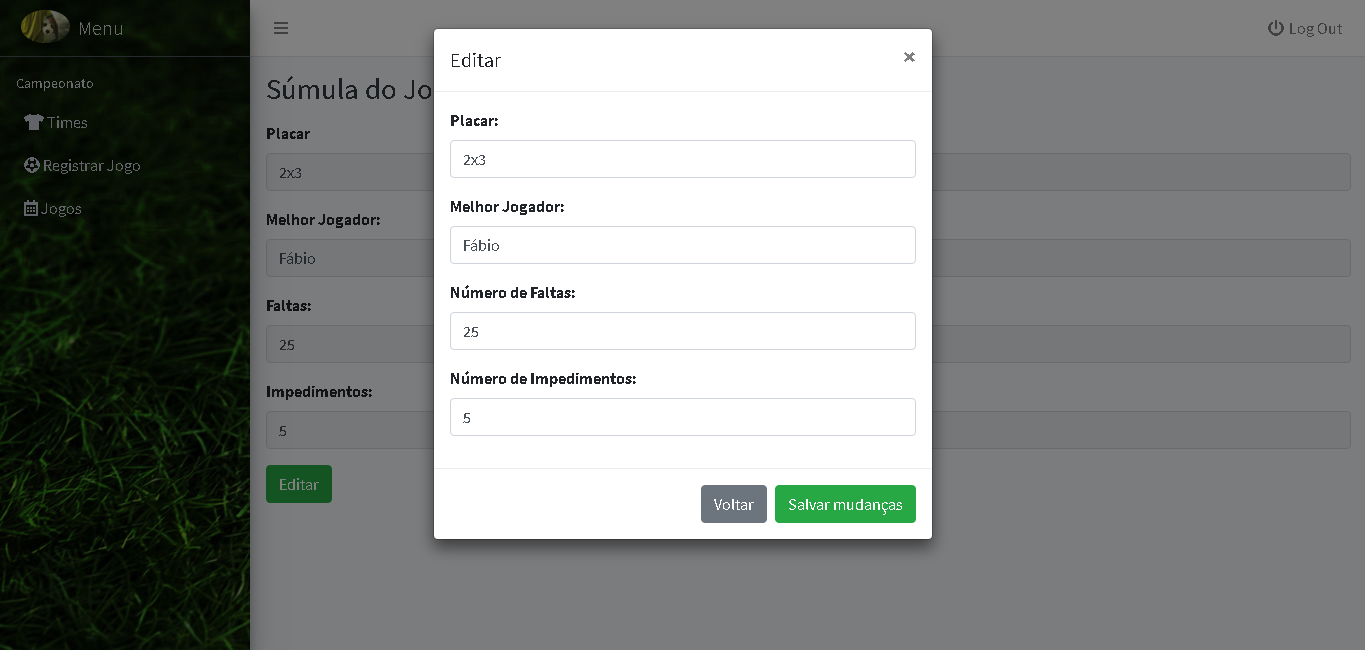 Menu
Log Out
Campeonato
Times
Registrar Jogo
Jogos
Súmula do Jo
Placar
2x3
Melhor Jogador:
Fábio
Faltas:
25
Impedimentos:
5
Editar
Editar
×
Placar:
2x3
Melhor Jogador:
Fábio
Número de Faltas:
25
Número de Impedimentos:
5
Voltar
Salvar mudanças